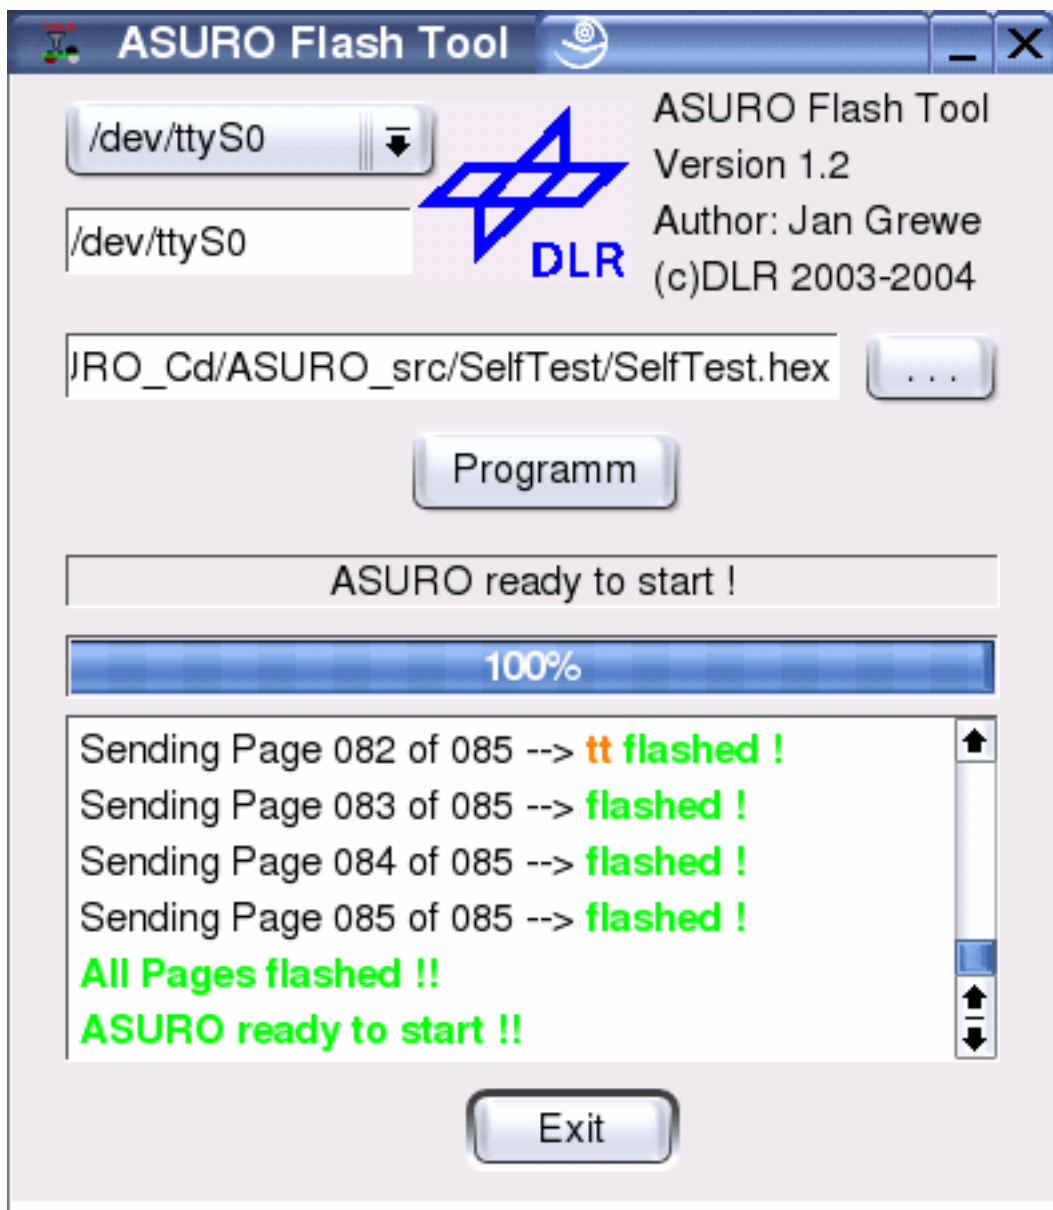 ASURO Flash Tool
/dev/ttyS0
/dev/ttyS0
DLR
ASURO Flash Tool
Version 1.2
Author: Jan Grewe
(c)DLR 2003-2004
JRO_Cd/ASURO_src/SelfTest/SelfTest.hex
. . .
Programm
ASURO ready to start !
100%
Sending Page 082 of 085 --> tt flashed !
Sending Page 083 of 085 --> flashed !
Sending Page 084 of 085 --> flashed !
Sending Page 085 of 085 --> flashed !
All Pages flashed !!
ASURO ready to start !!
Exit